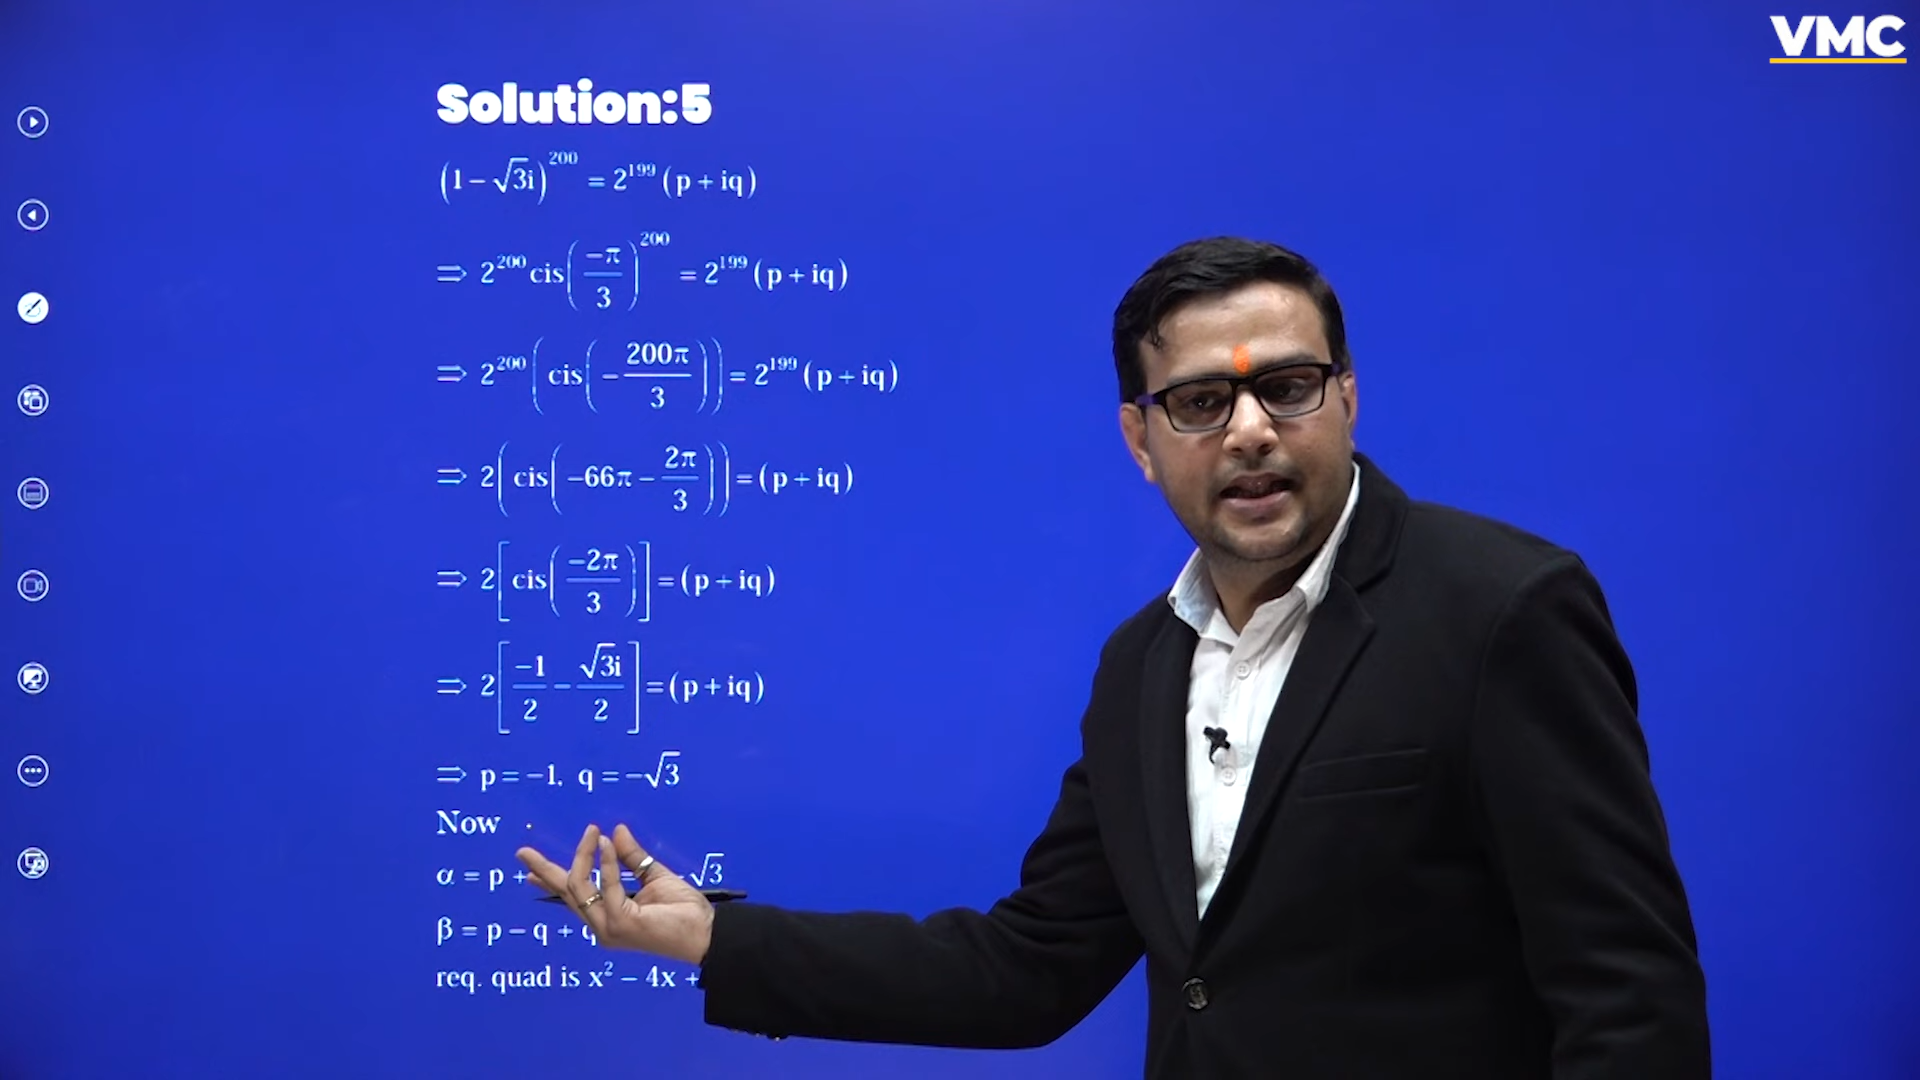 VMC
Solution:5
(1 − √3i)^200 = 2^199 (p + iq)
⇒ 2^200 cis(−π/3)^200 = 2^199 (p + iq)
⇒ 2^200 (cis(−200π/3)) = 2^199 (p + iq)
⇒ 2(cis(−66π − 2π/3)) = (p + iq)
⇒ 2[cis(−2π/3)] = (p + iq)
⇒ 2[−1/2 − √3i/2] = (p + iq)
⇒ p = −1, q = −√3
Now
α = p + q = − √3
β = p − q + q
req. quad is x² − 4x +